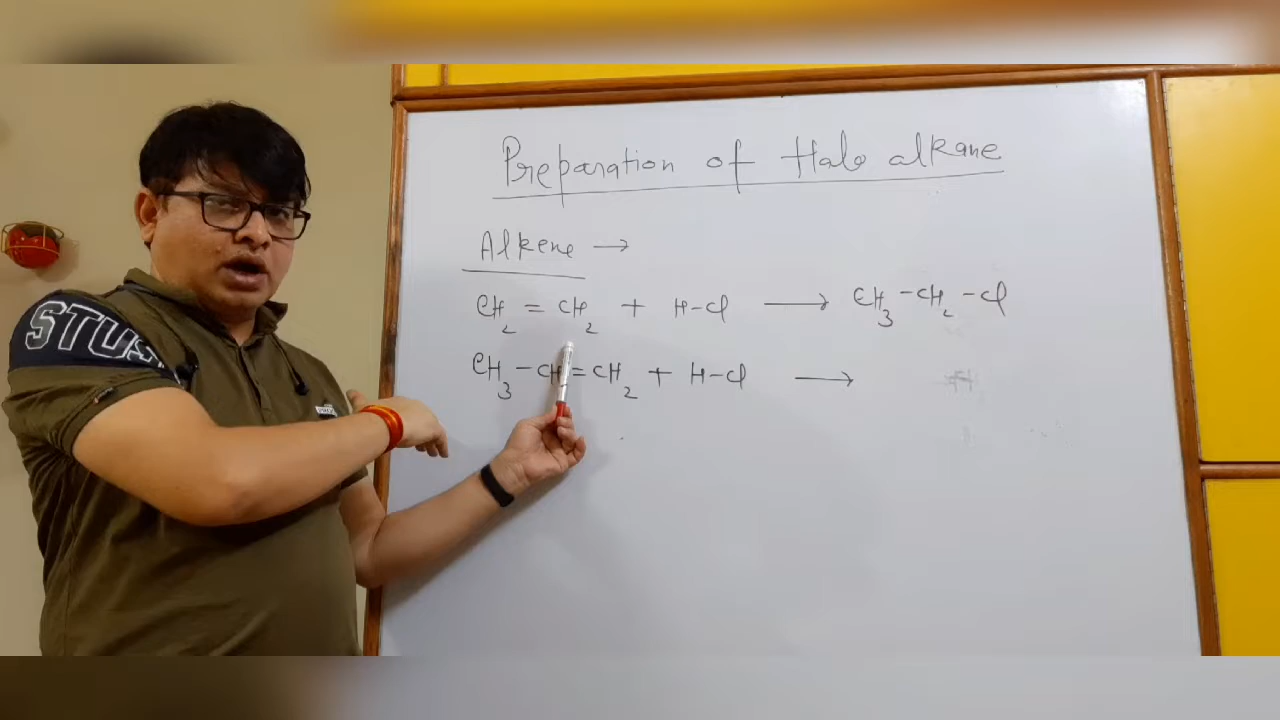 Preparation of Halo alkane
Alkene →
CH₂ = CH₂ + H-Cl ⟶ CH₃-CH₂-Cl
CH₃-CH=CH₂ + H-Cl ⟶
STUS